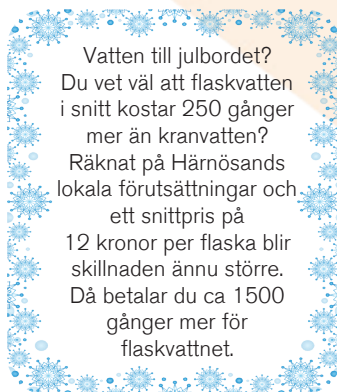 Vatten till julbordet?
Du vet väl att flaskvatten
i snitt kostar 250 gånger
mer än kranvatten?
Räknat på Härnösands
lokala förutsättningar och
ett snittpris på
12 kronor per flaska blir
skillnaden ännu större.
Då betalar du ca 1500
gånger mer för
flaskvattnet.